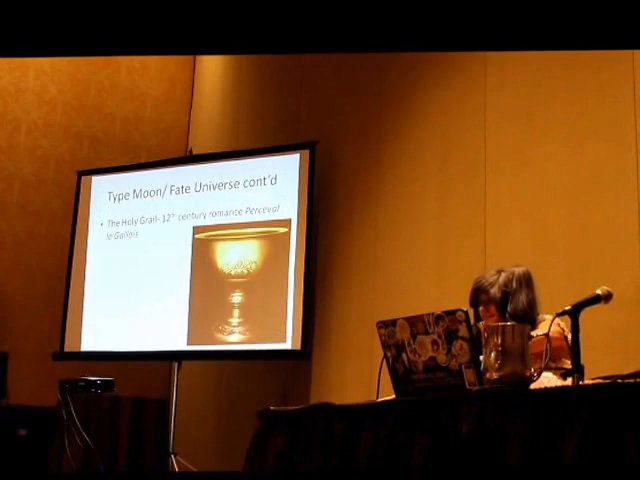 Type Moon/ Fate Universe cont'd
• The Holy Grail- 12th century romance Perceval
le Gallois